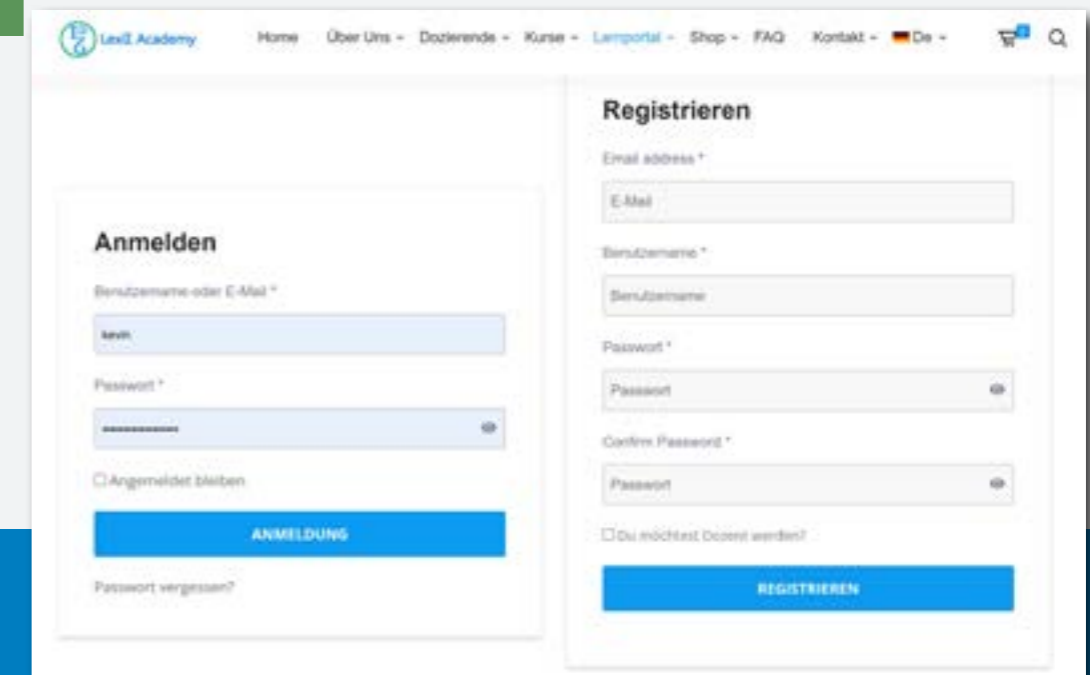 Academy
Home Über Uns Dozierende Kurse Lernportal Shop FAQ Kontakt De
Anmelden
Benutzername oder E-Mail *
kevin
Passwort *
Angemeldet bleiben
ANMELDUNG
Passwort vergessen?
Registrieren
Email address *
E-Mail
Benutzername *
Benutzername
Passwort *
Passwort
Confirm Password *
Passwort
Du möchtest Dozent werden?
REGISTRIEREN